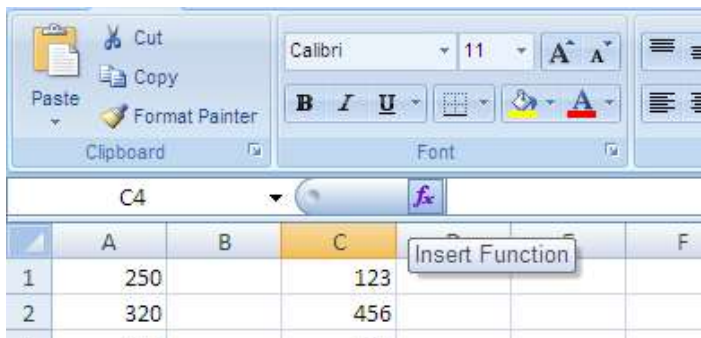 Cut
Copy
Paste
Format Painter
Clipboard
Calibri 11 A A
B I U A
Font
C4 fx
A B C F
Insert Function
1 250 123
2 320 456